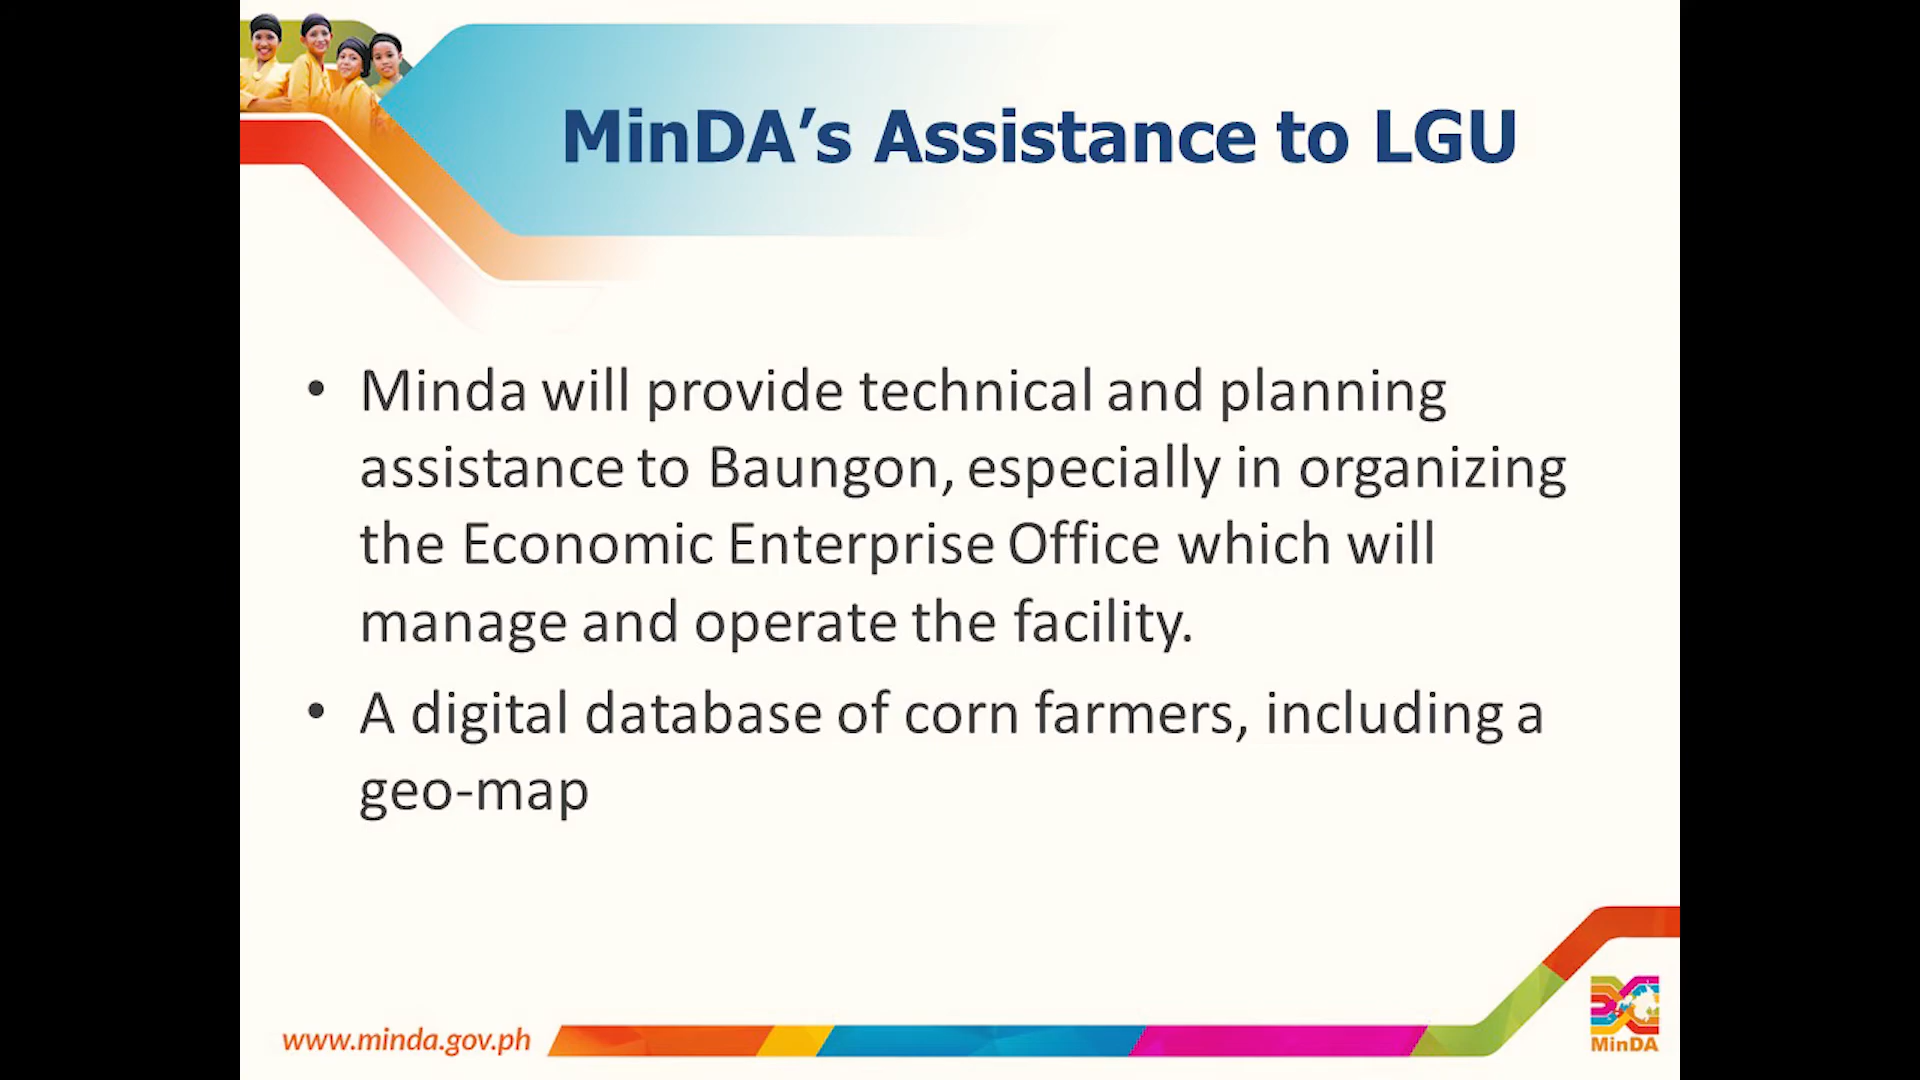 MinDA’s Assistance to LGU
• Minda will provide technical and planning
assistance to Baungon, especially in organizing
the Economic Enterprise Office which will
manage and operate the facility.
• A digital database of corn farmers, including a
geo-map
www.minda.gov.ph
MinDA